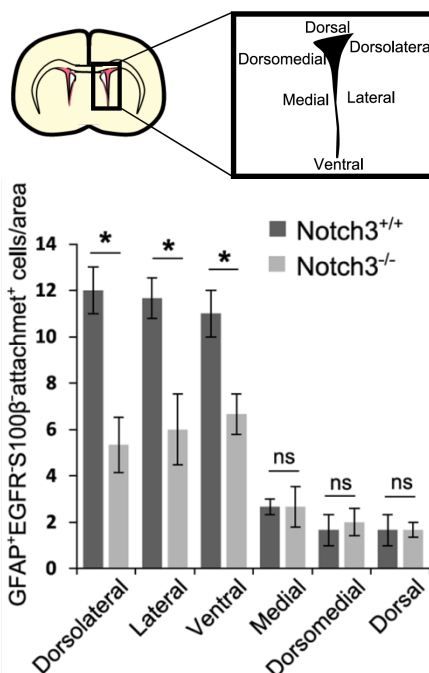 Dorsal
Dorsolatera
Dorsomedial
Medial Lateral
Ventral
GFAP+EGFR-S100β-attachmet+ cells/area
Notch3+/+
Notch3-/-
14
12
10
8
6
4
2
0
*
*
*
ns
ns
ns
Dorsolateral
Lateral
Ventral
Medial
Dorsomedial
Dorsal